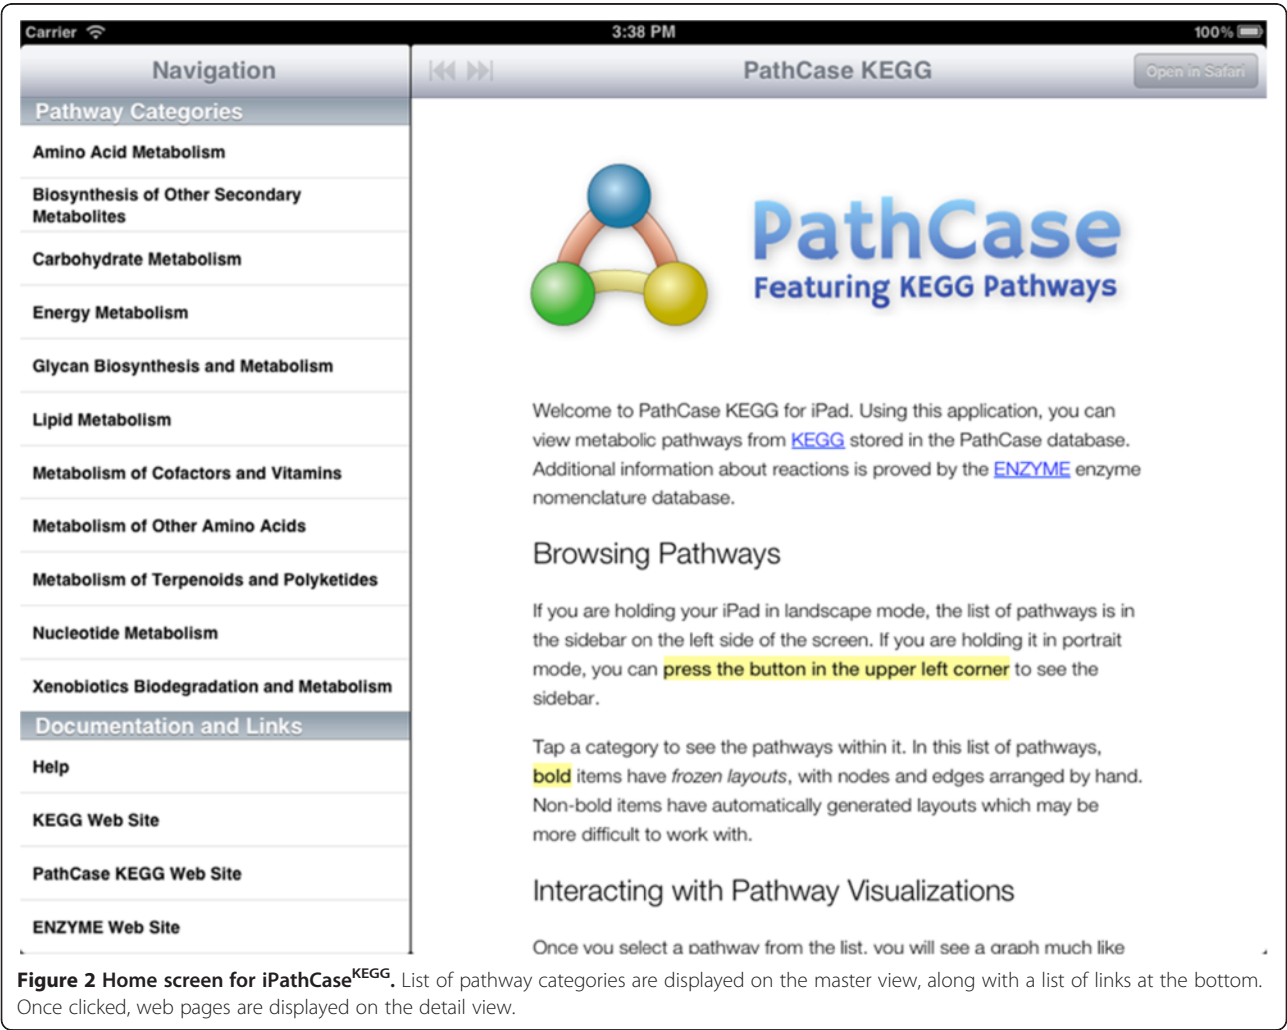 Carrier
3:38 PM
100%
Navigation
PathCase KEGG
Open in Safari
Pathway Categories
Amino Acid Metabolism
Biosynthesis of Other Secondary
Metabolites
Carbohydrate Metabolism
Energy Metabolism
Glycan Biosynthesis and Metabolism
Lipid Metabolism
Metabolism of Cofactors and Vitamins
Metabolism of Other Amino Acids
Metabolism of Terpenoids and Polyketides
Nucleotide Metabolism
Xenobiotics Biodegradation and Metabolism
Documentation and Links
Help
KEGG Web Site
PathCase KEGG Web Site
ENZYME Web Site
PathCase
Featuring KEGG Pathways
Welcome to PathCase KEGG for iPad. Using this application, you can
view metabolic pathways from KEGG stored in the PathCase database.
Additional information about reactions is proved by the ENZYME enzyme
nomenclature database.
Browsing Pathways
If you are holding your iPad in landscape mode, the list of pathways is in
the sidebar on the left side of the screen. If you are holding it in portrait
mode, you can press the button in the upper left corner to see the
sidebar.
Tap a category to see the pathways within it. In this list of pathways,
bold items have frozen layouts, with nodes and edges arranged by hand.
Non-bold items have automatically generated layouts which may be
more difficult to work with.
Interacting with Pathway Visualizations
Once you select a pathway from the list, you will see a graph much like
Figure 2 Home screen for iPathCaseKEGG. List of pathway categories are displayed on the master view, along with a list of links at the bottom.
Once clicked, web pages are displayed on the detail view.